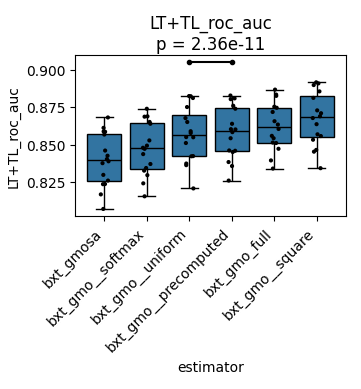 LT+TL_roc_auc
p = 2.36e-11
LT+TL_roc_auc
0.900
0.875
0.850
0.825
bxt_gmosa
bxt_gmo__softmax
bxt_gmo__uniform
bxt_gmo__precomputed
bxt_gmo_full
bxt_gmo__square
estimator